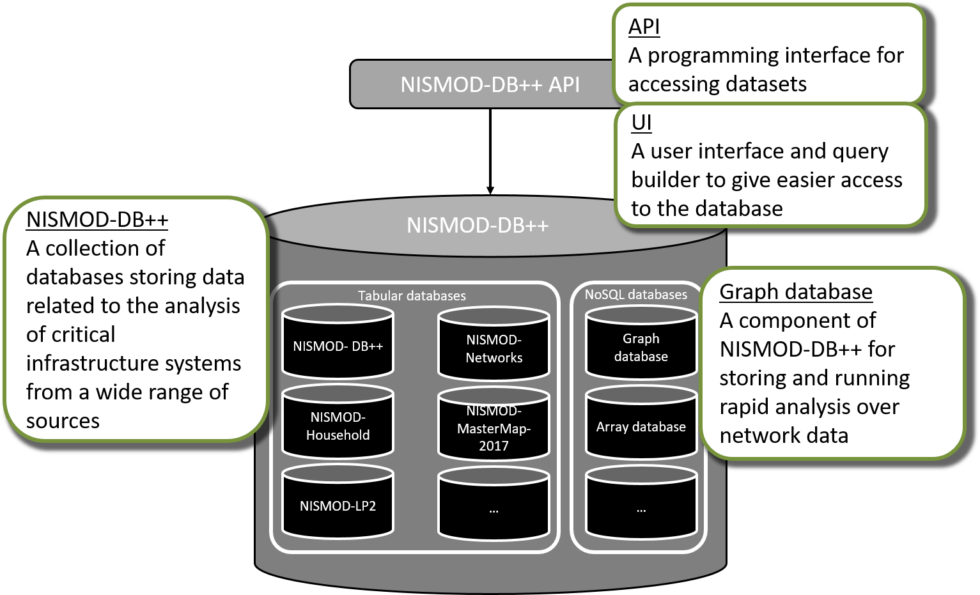 API
A programming interface for
accessing datasets
NISMOD-DB++ API
UI
A user interface and query
builder to give easier access
to the database
NISMOD-DB++
NISMOD-DB++
A collection of
databases storing data
related to the analysis
of critical
infrastructure systems
from a wide range of
sources
Tabular databases
NISMOD- DB++
NISMOD-
Networks
NISMOD-
Household
NISMOD-
MasterMap-
2017
NISMOD-LP2
...
NoSQL databases
Graph
database
Array database
...
Graph database
A component of
NISMOD-DB++ for
storing and running
rapid analysis over
network data